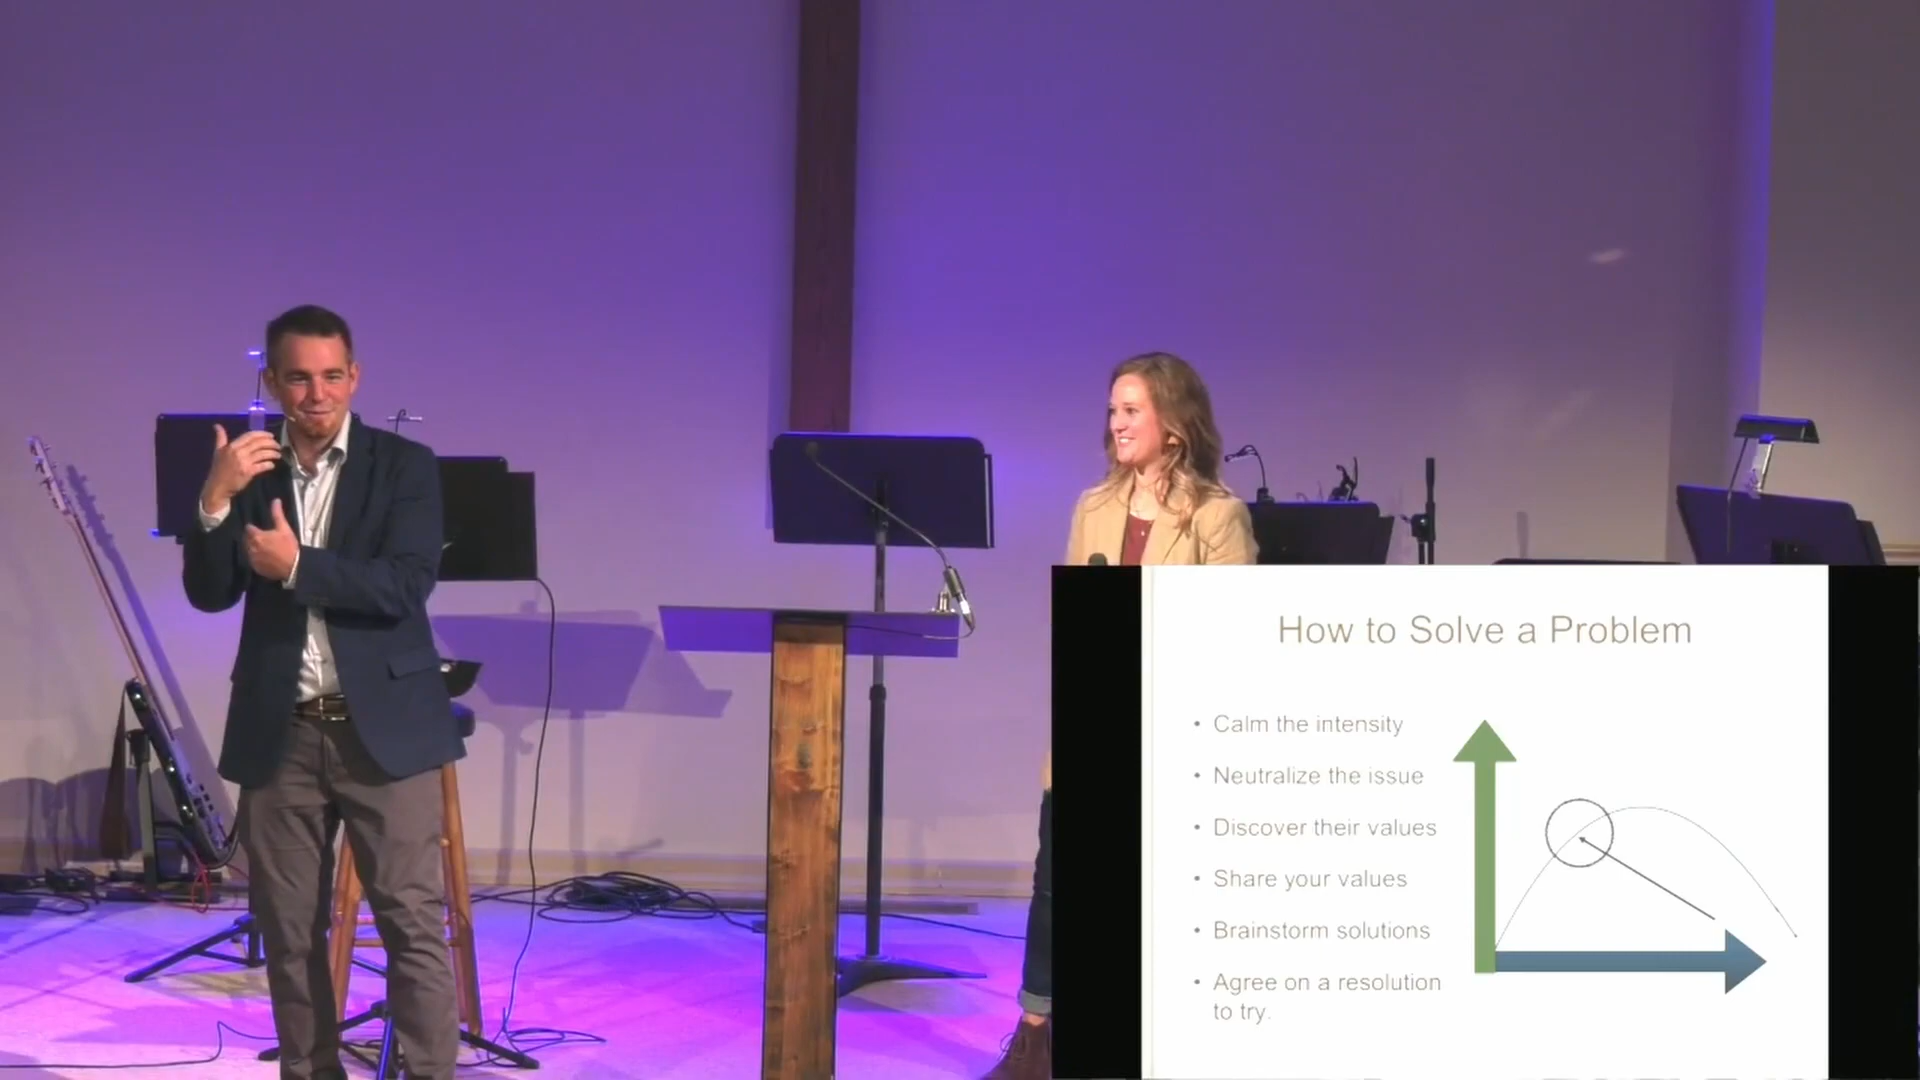 How to Solve a Problem
• Calm the intensity
• Neutralize the issue
• Discover their values
• Share your values
• Brainstorm solutions
• Agree on a resolution
to try.